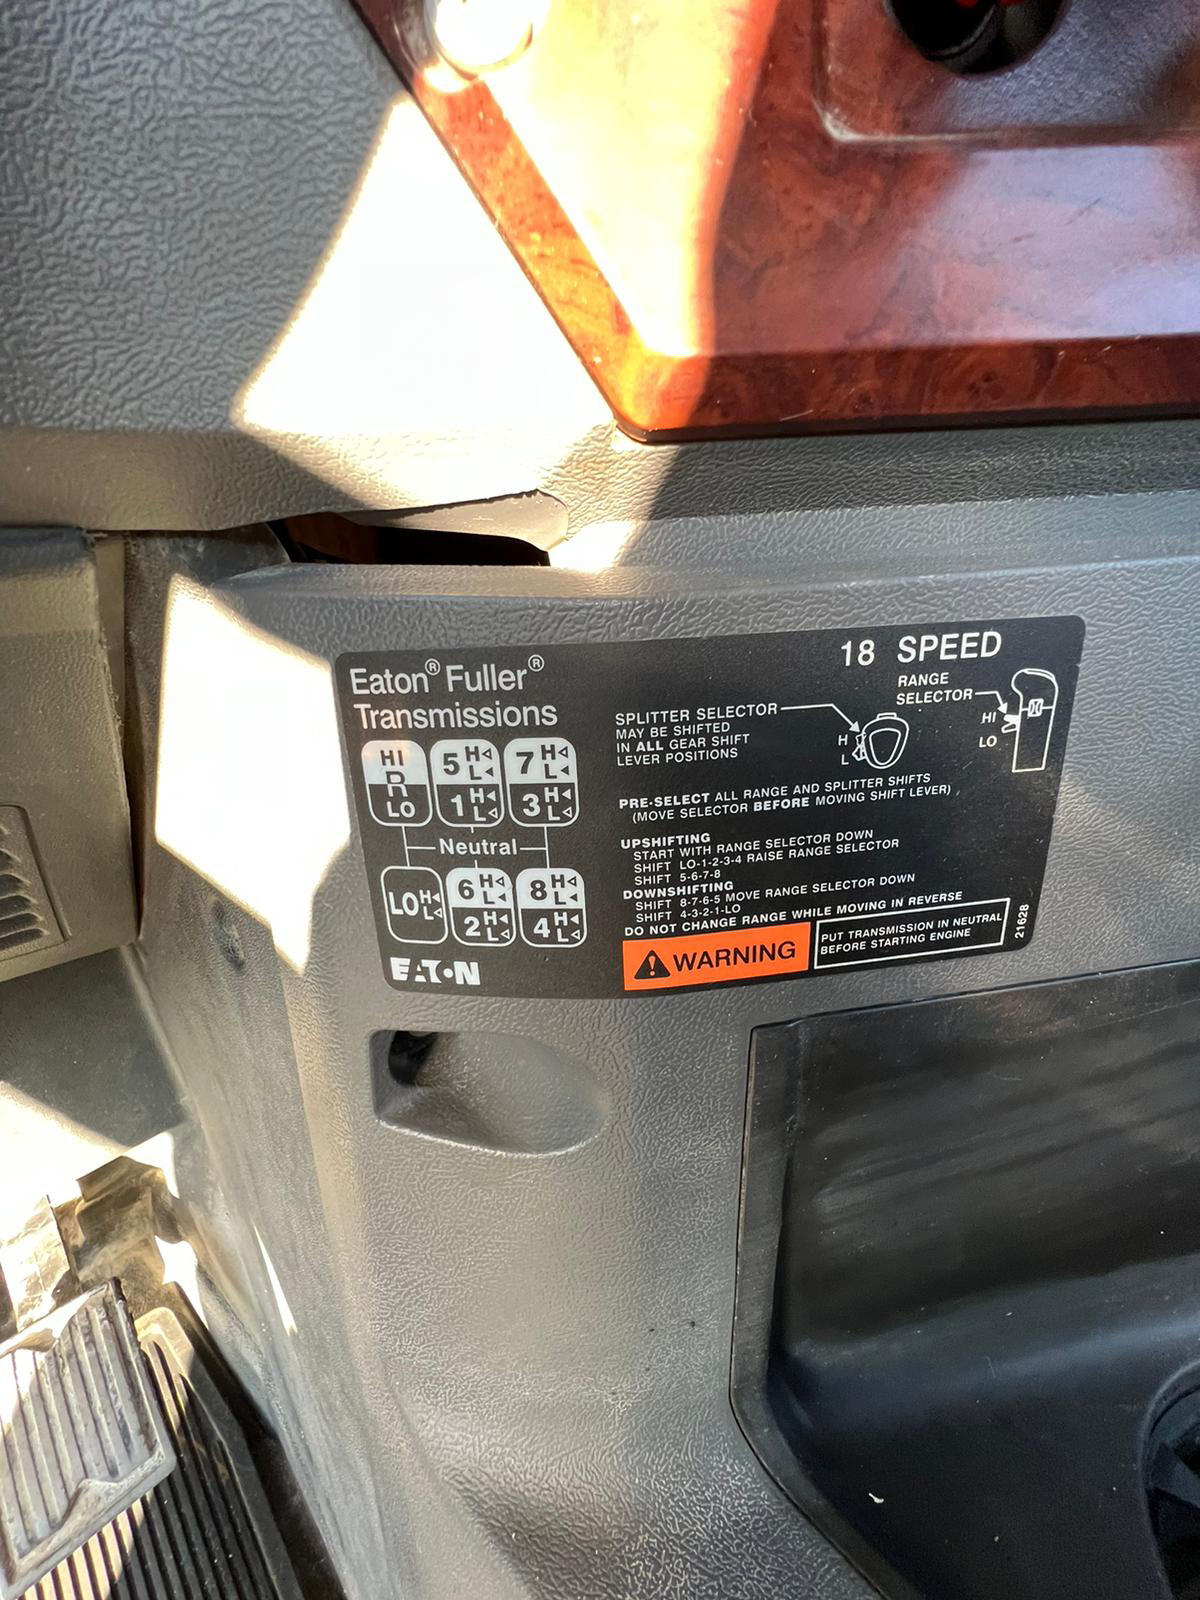 Eaton® Fuller®
Transmissions
18 SPEED
HI
R
LO
5 H L
1 H L
7 H L
3 H L
Neutral
LO H L
6 H L
2 H L
8 H L
4 H L
EATON
SPLITTER SELECTOR
MAY BE SHIFTED
IN ALL GEAR SHIFT
LEVER POSITIONS
H
L
RANGE
SELECTOR
HI
LO
PRE-SELECT ALL RANGE AND SPLITTER SHIFTS
(MOVE SELECTOR BEFORE MOVING SHIFT LEVER)
UPSHIFTING
START WITH RANGE SELECTOR DOWN
SHIFT LO-1-2-3-4 RAISE RANGE SELECTOR
SHIFT 5-6-7-8
DOWNSHIFTING
SHIFT 8-7-6-5 MOVE RANGE SELECTOR DOWN
SHIFT 4-3-2-1-LO
DO NOT CHANGE RANGE WHILE MOVING IN REVERSE
WARNING
PUT TRANSMISSION IN NEUTRAL
BEFORE STARTING ENGINE
21628